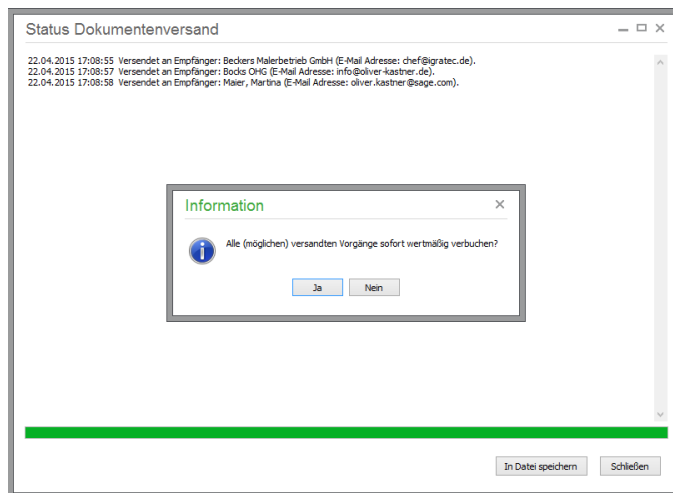 Status Dokumentenversand
22.04.2015 17:08:55 Versendet an Empfänger: Beckers Malerbetrieb GmbH (E-Mail Adresse: chef@igratec.de).
22.04.2015 17:08:57 Versendet an Empfänger: Bocks OHG (E-Mail Adresse: info@oliver-kastner.de).
22.04.2015 17:08:58 Versendet an Empfänger: Maier, Martina (E-Mail Adresse: oliver.kastner@sage.com).
Information
Alle (möglichen) versandten Vorgänge sofort wertmäßig verbuchen?
Ja Nein
In Datei speichern Schließen